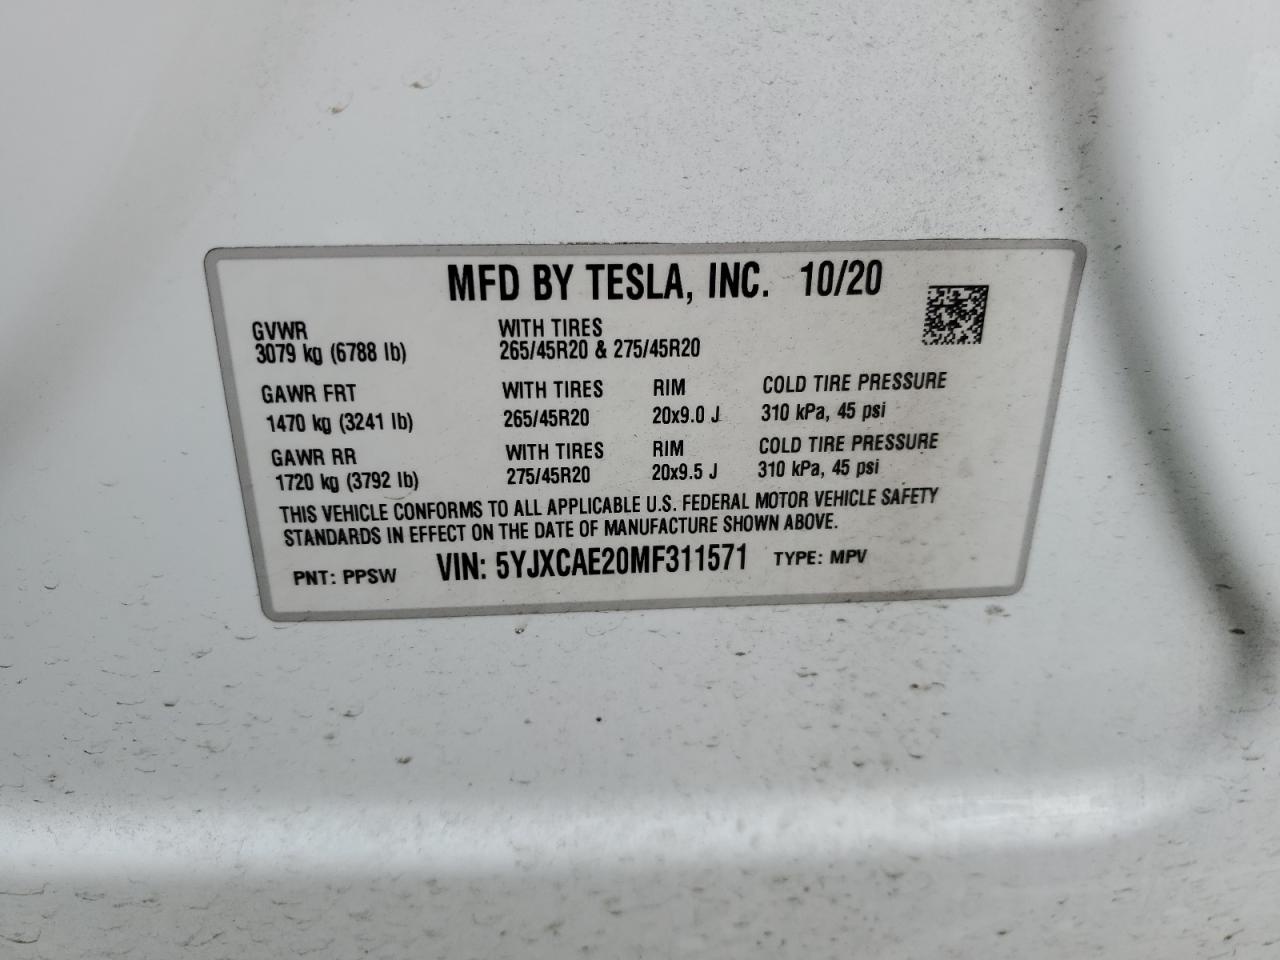 MFD BY TESLA, INC. 10/20
GVWR WITH TIRES
3079 kg (6788 lb) 265/45R20 & 275/45R20
GAWR FRT WITH TIRES RIM COLD TIRE PRESSURE
1470 kg (3241 lb) 265/45R20 20x9.0 J 310 kPa, 45 psi
GAWR RR WITH TIRES RIM COLD TIRE PRESSURE
1720 kg (3792 lb) 275/45R20 20x9.5 J 310 kPa, 45 psi
THIS VEHICLE CONFORMS TO ALL APPLICABLE U.S. FEDERAL MOTOR VEHICLE SAFETY
STANDARDS IN EFFECT ON THE DATE OF MANUFACTURE SHOWN ABOVE.
PNT: PPSW VIN: 5YJXCAE20MF311571 TYPE: MPV